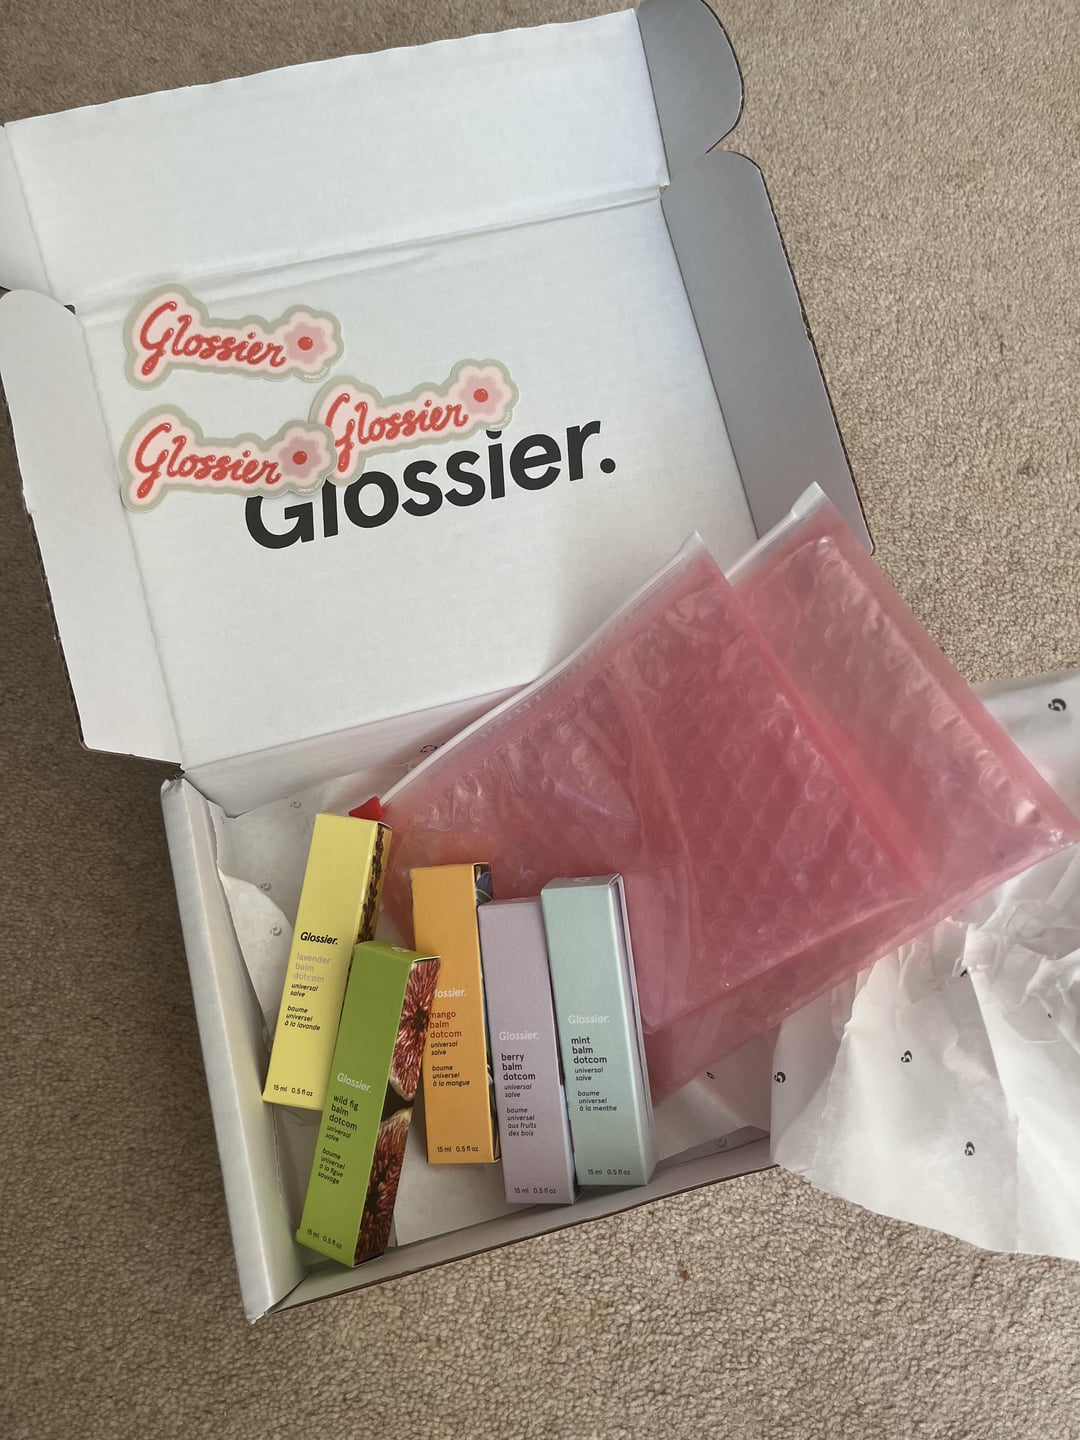 Glossier
Glossier
Glossier
Glossier.
Glossier.
lavender
balm
dotcom
universal
salve
baume
universel
à la lavande
15 ml 0.5 fl oz
Glossier.
wild fig
balm
dotcom
universal
salve
baume
universel
à la figue
sauvage
15 ml 0.5 fl oz
lossier.
mango
balm
dotcom
universal
salve
baume
universel
à la mangue
15 ml 0.5 fl oz
Glossier.
berry
balm
dotcom
universal
salve
baume
universel
aux fruits
des bois
15 ml 0.5 fl oz
Glossier.
mint
balm
dotcom
universal
salve
baume
universel
à la menthe
15 ml 0.5 fl oz